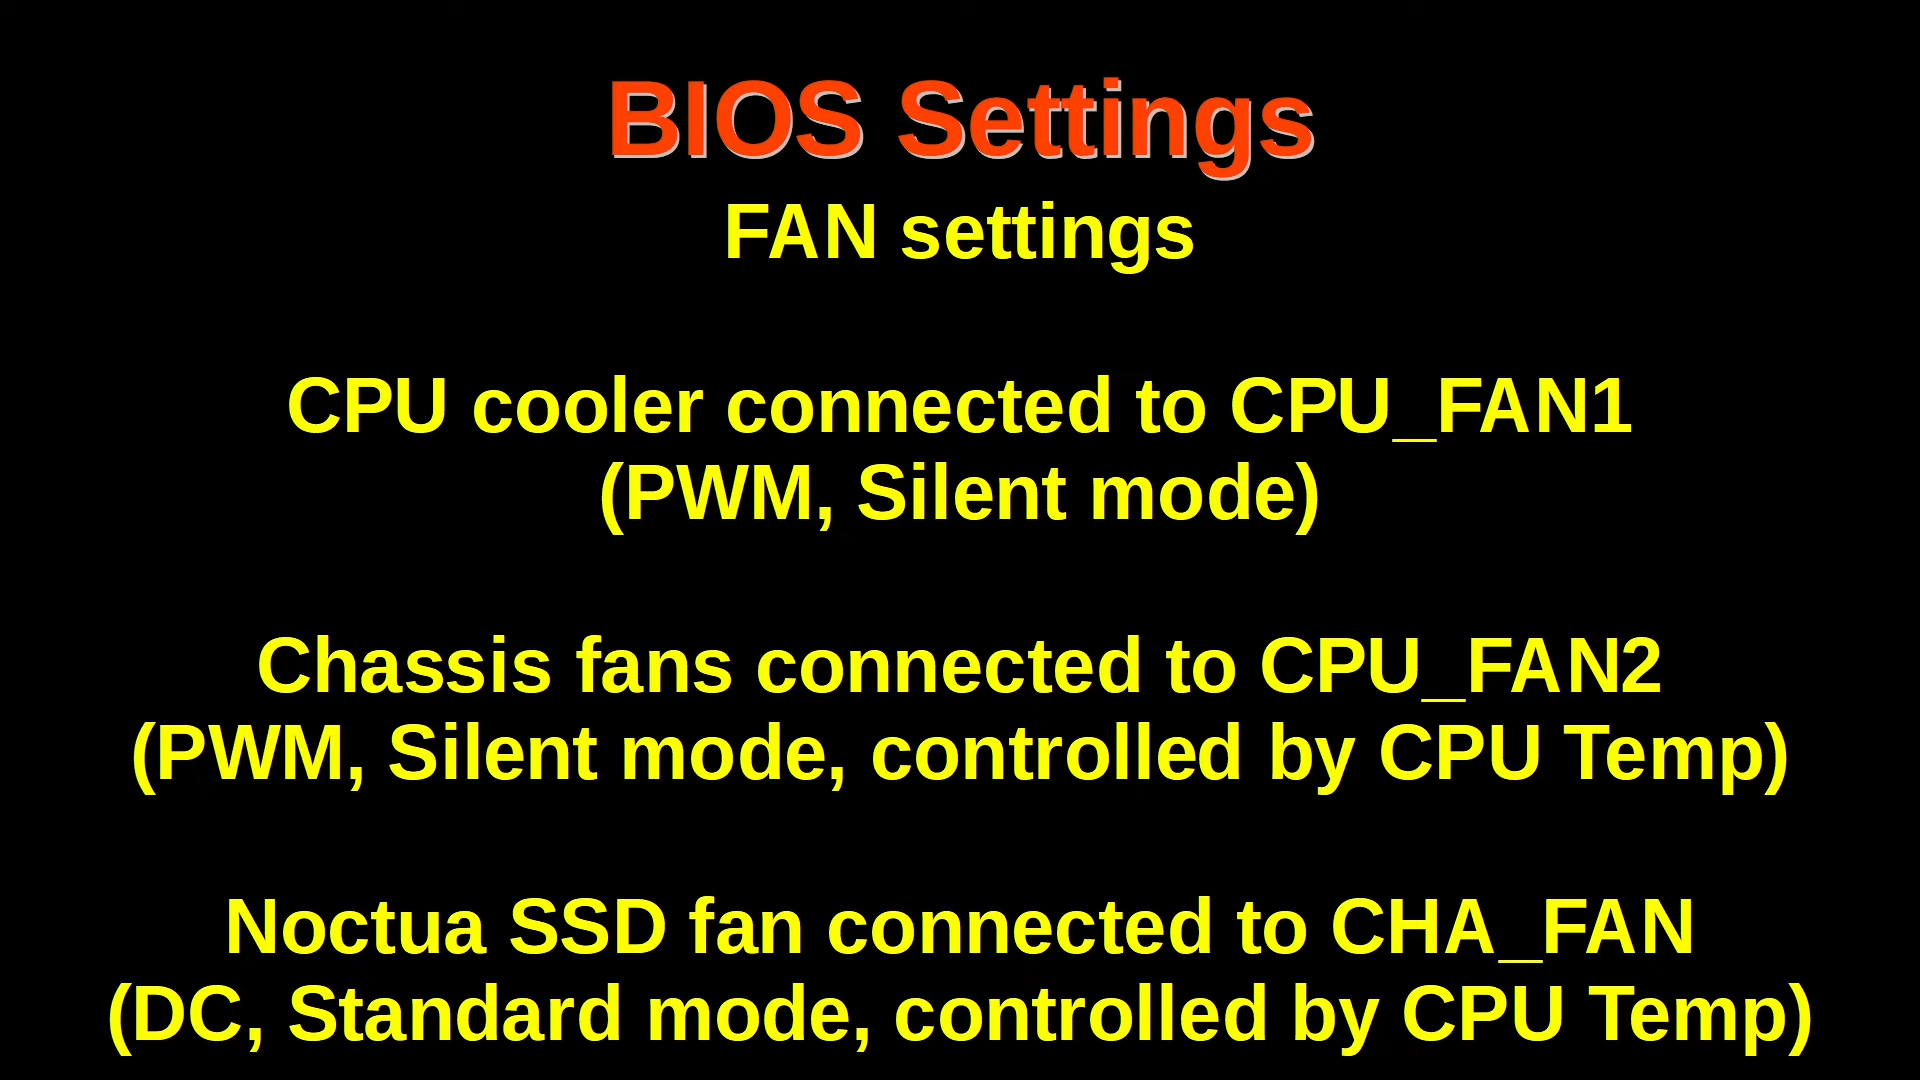 BIOS Settings
FAN settings
CPU cooler connected to CPU_FAN1
(PWM, Silent mode)
Chassis fans connected to CPU_FAN2
(PWM, Silent mode, controlled by CPU Temp)
Noctua SSD fan connected to CHA_FAN
(DC, Standard mode, controlled by CPU Temp)